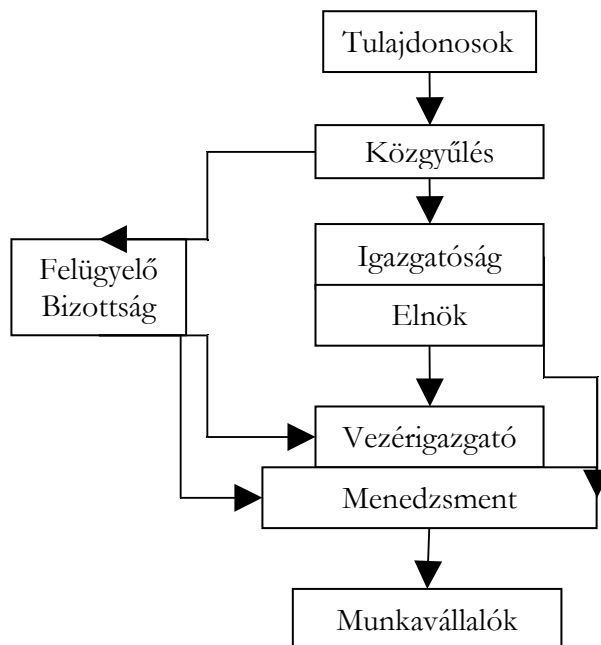 Tulajdonosok
Közgyűlés
Igazgatóság
Felügyelő
Bizottság
Elnök
Vezérigazgató
Menedzsment
Munkavállalók